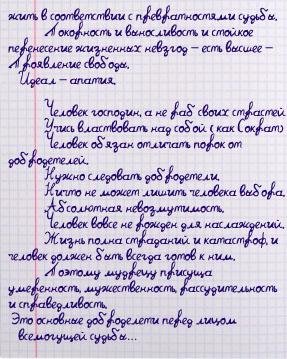 жить в соответствии с превратностями судьбы.
Покорность и выносливость и стойкое
перенесение жизненных невзгод – есть высшее –
Проявление свободы.
Идеал – апатия.
Человек господин, а не раб своих страстей
Учись властвовать над собой (как Сократ)
Человек обязан отличать порок от
добродетелей.
Нужно следовать добродетели.
Ничто не может лишить человека выбора.
Абсолютная невозмутимость.
Человек вовсе не рожден для наслаждений.
Жизнь полна страданий и катастроф, и
человек должен быть всегда готов к ним.
Поэтому мудрецу присуща
умеренность, мужественность, рассудительность
и справедливость.
Это основные добродетели перед лицом
всемогущей судьбы...